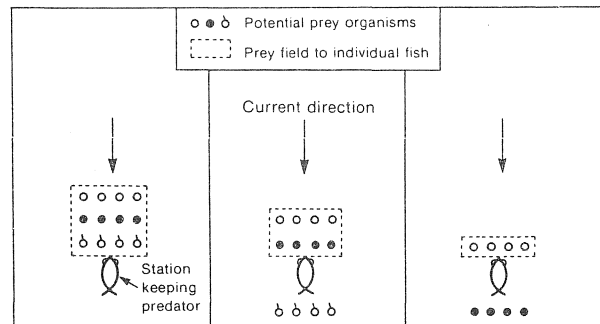 Potential prey organisms
Prey field to individual fish
Current direction
Station
keeping
predator